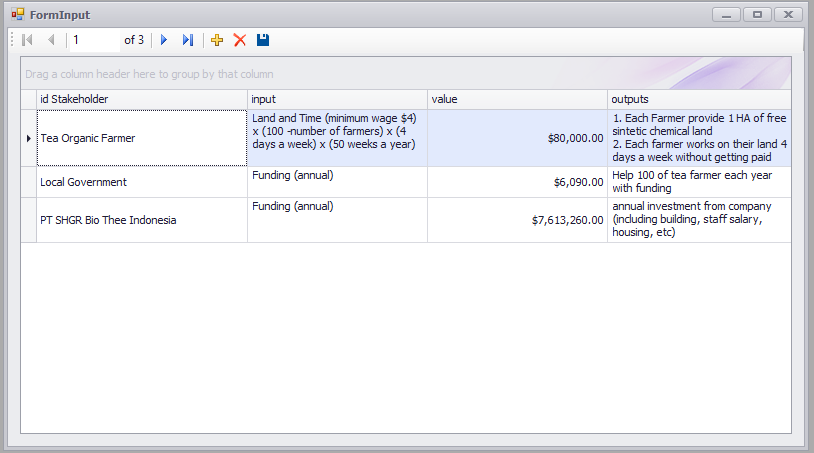 FormInput
1 of 3
Drag a column header here to group by that column
id Stakeholder input value outputs
Tea Organic Farmer
Land and Time (minimum wage $4)
x (100 -number of farmers) x (4
days a week) x (50 weeks a year)
$80,000.00
1. Each Farmer provide 1 HA of free
sintetic chemical land
2. Each farmer works on their land 4
days a week without getting paid
Local Government
Funding (annual)
$6,090.00
Help 100 of tea farmer each year
with funding
PT SHGR Bio Thee Indonesia
Funding (annual)
$7,613,260.00
annual investment from company
(including building, staff salary,
housing, etc)